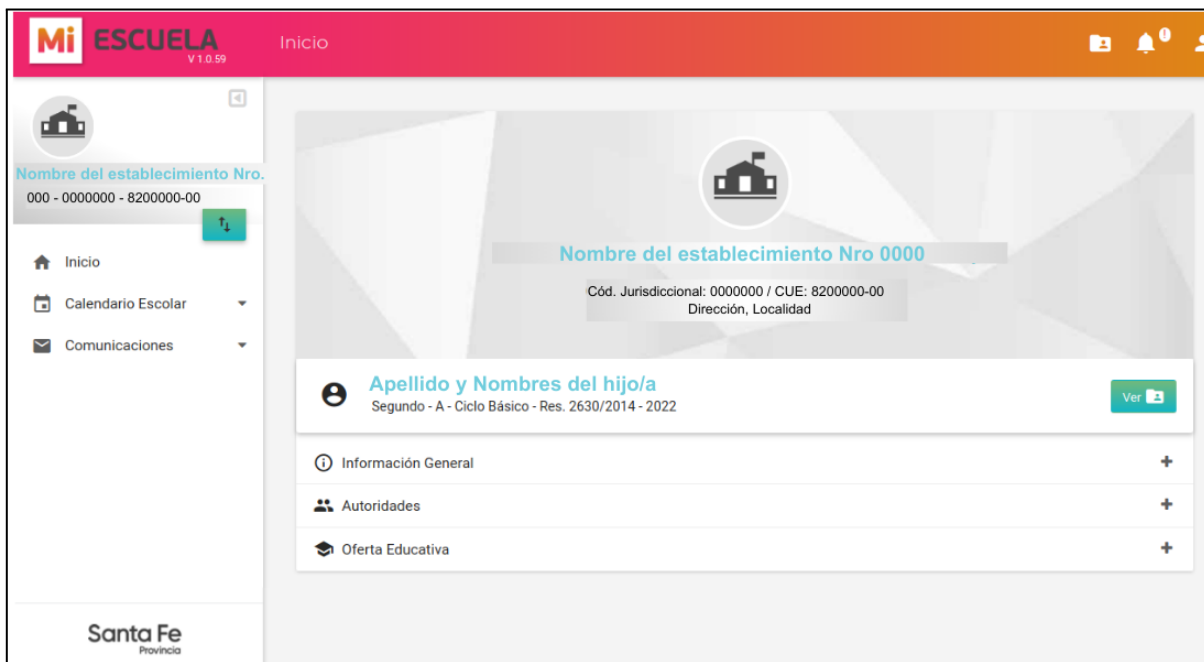 Mi ESCUELA
V 1.0.59
Inicio
Nombre del establecimiento Nro.
000 - 0000000 - 8200000-00
Inicio
Calendario Escolar
Comunicaciones
Santa Fe
Provincia
Nombre del establecimiento Nro 0000
Cód. Jurisdiccional: 0000000 / CUE: 8200000-00
Dirección, Localidad
Apellido y Nombres del hijo/a
Segundo - A - Ciclo Básico - Res. 2630/2014 - 2022
Ver
Información General
Autoridades
Oferta Educativa